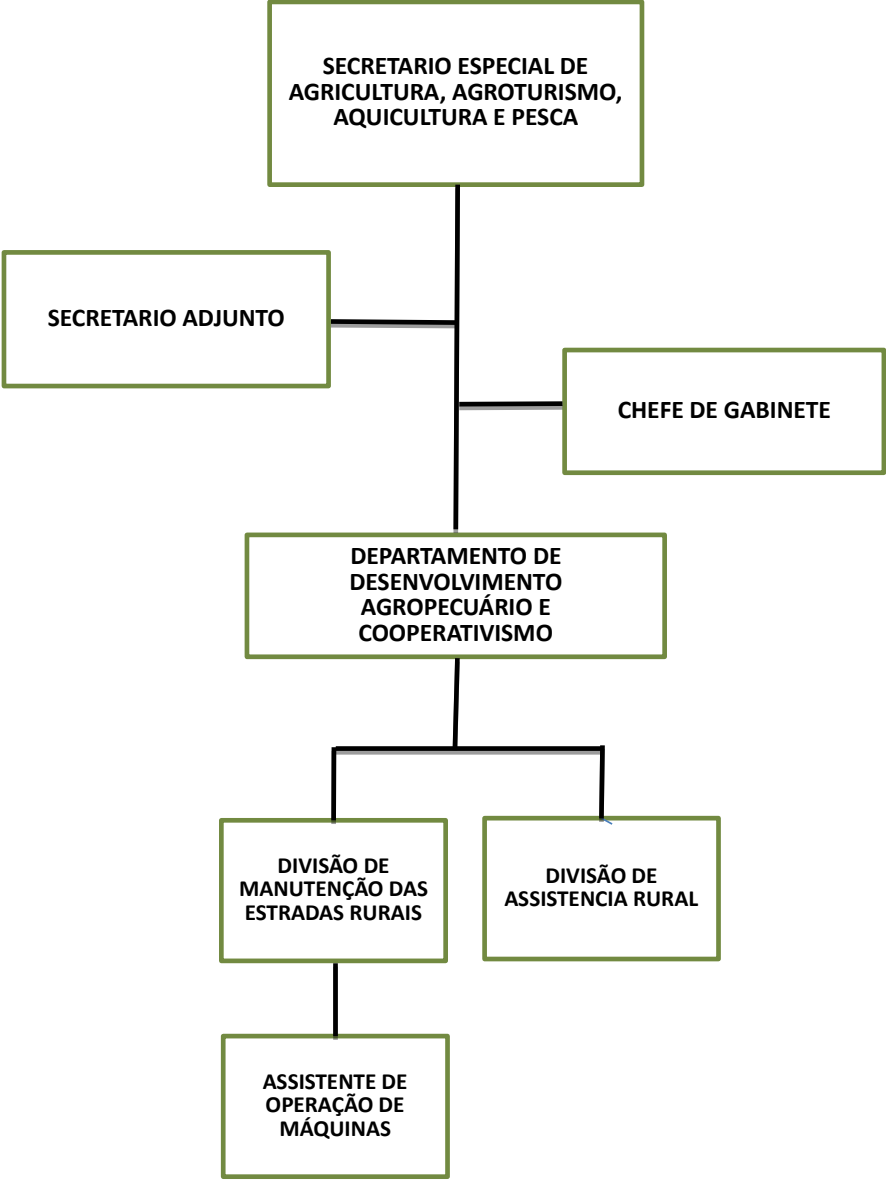 SECRETARIO ESPECIAL DE
AGRICULTURA, AGROTURISMO,
AQUICULTURA E PESCA
SECRETARIO ADJUNTO
CHEFE DE GABINETE
DEPARTAMENTO DE
DESENVOLVIMENTO
AGROPECUÁRIO E
COOPERATIVISMO
DIVISÃO DE
MANUTENÇÃO DAS
ESTRADAS RURAIS
DIVISÃO DE
ASSISTENCIA RURAL
ASSISTENTE DE
OPERAÇÃO DE
MÁQUINAS